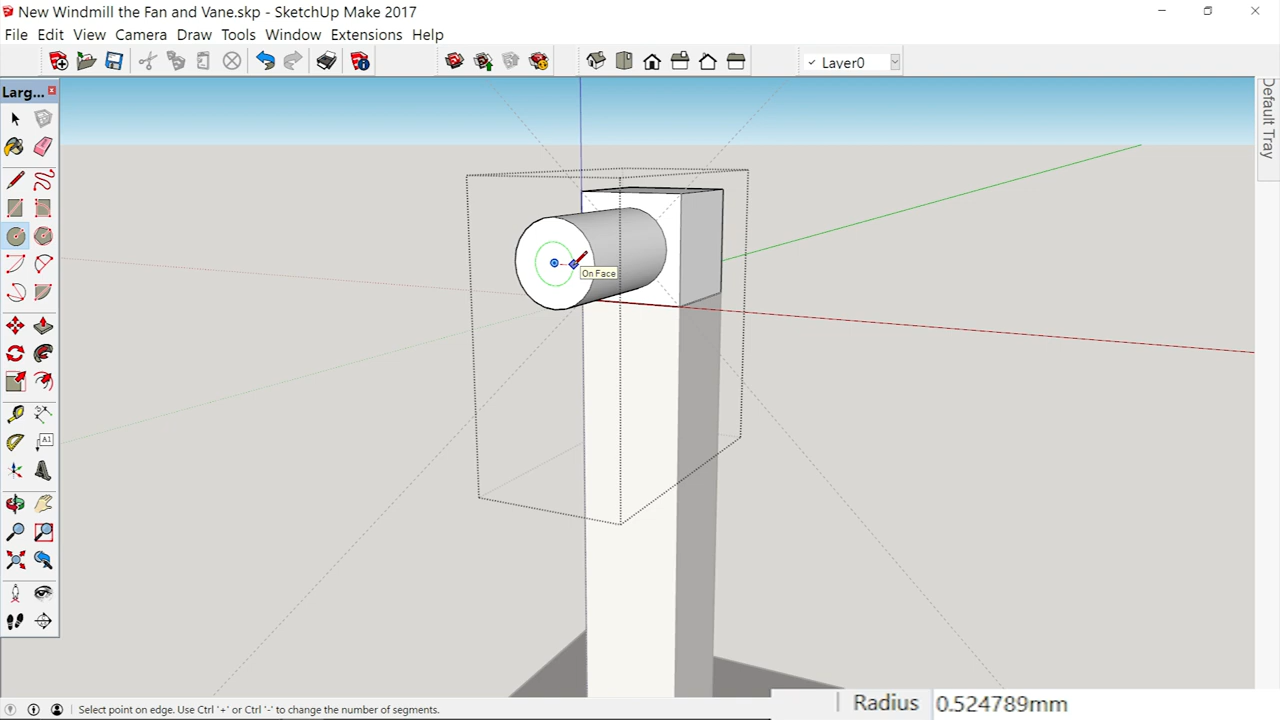 New Windmill the Fan and Vane.skp - SketchUp Make 2017
File Edit View Camera Draw Tools Window Extensions Help
Layer0
Larg...
Default Tray
A1
On Face
Select point on edge. Use Ctrl '+' or Ctrl '-' to change the number of segments.
Radius 0.524789mm